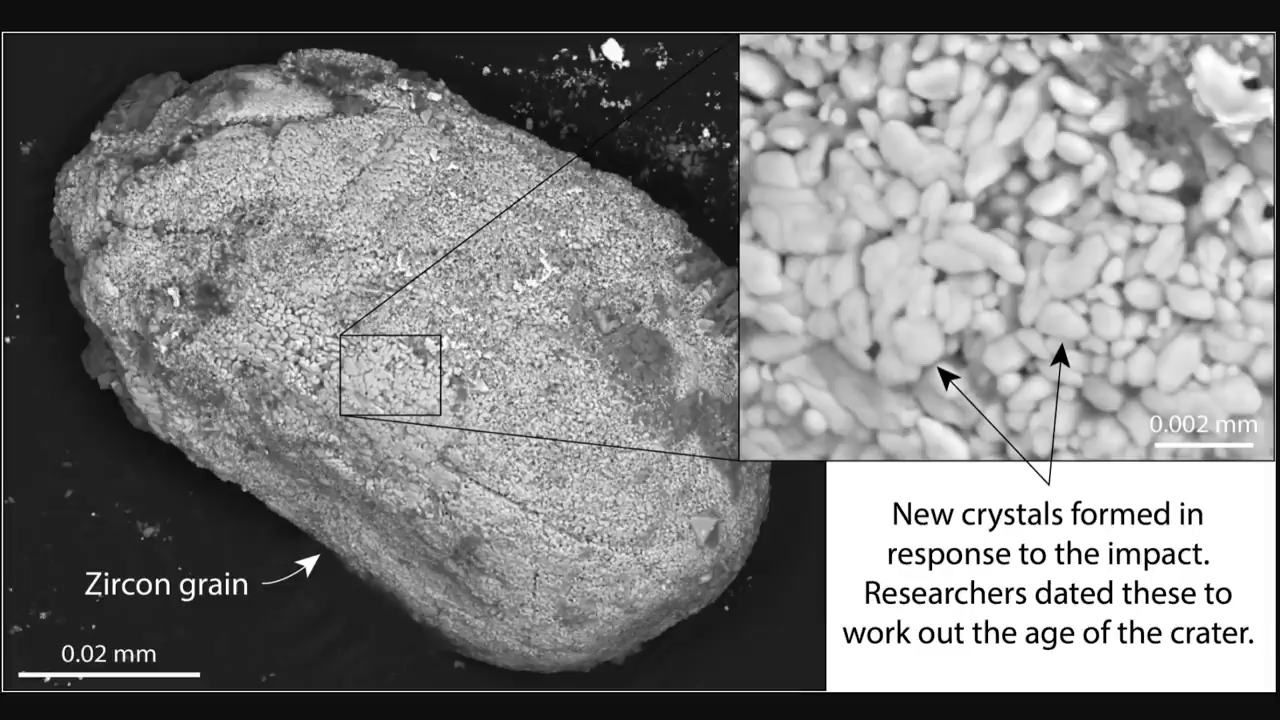 0.002 mm
New crystals formed in
response to the impact.
Researchers dated these to
work out the age of the crater.
Zircon grain
0.02 mm